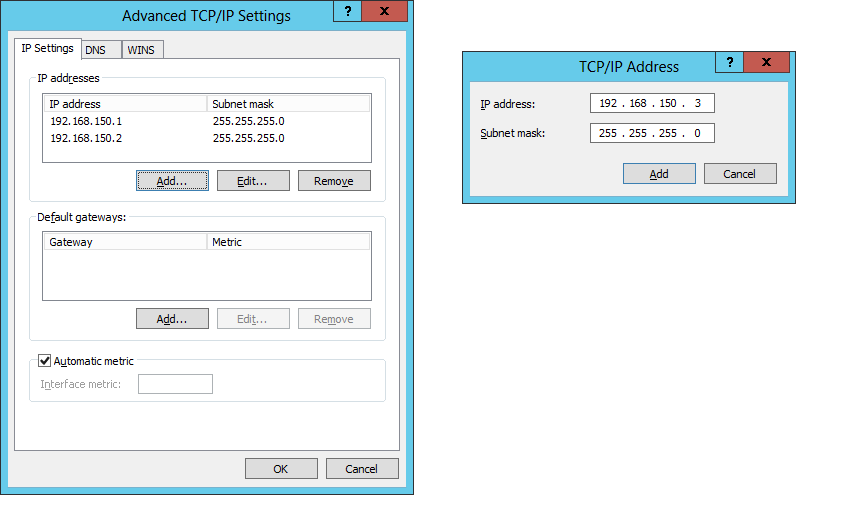 Advanced TCP/IP Settings
? x
IP Settings DNS WINS
IP addresses
IP address Subnet mask
192.168.150.1 255.255.255.0
192.168.150.2 255.255.255.0
Add... Edit... Remove
Default gateways:
Gateway Metric
Add... Edit... Remove
Automatic metric
Interface metric:
OK Cancel
TCP/IP Address
? x
IP address: 192 . 168 . 150 . 3
Subnet mask: 255 . 255 . 255 . 0
Add Cancel